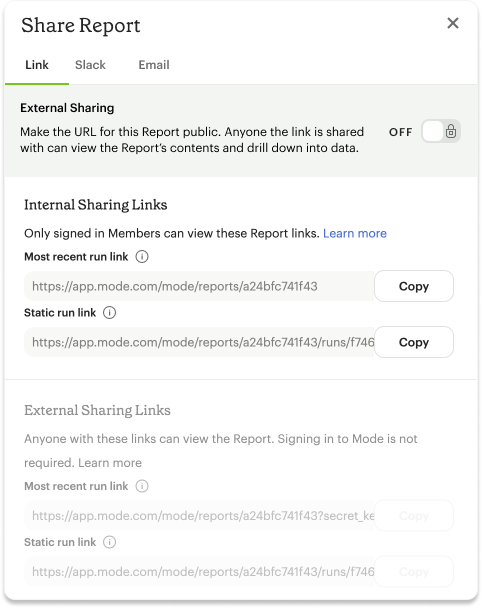 Share Report
Link Slack Email
External Sharing
Make the URL for this Report public. Anyone the link is shared
with can view the Report’s contents and drill down into data.
OFF
Internal Sharing Links
Only signed in Members can view these Report links. Learn more
Most recent run link
https://app.mode.com/mode/reports/a24bfc741f43 Copy
Static run link
https://app.mode.com/mode/reports/a24bfc741f43/runs/f746 Copy
External Sharing Links
Anyone with these links can view the Report. Signing in to Mode is not
required. Learn more
Most recent run link
https://app.mode.com/mode/reports/a24bfc741f43?secret_ke Copy
Static run link
https://app.mode.com/mode/reports/a24bfc741f43/runs/f746 Copy